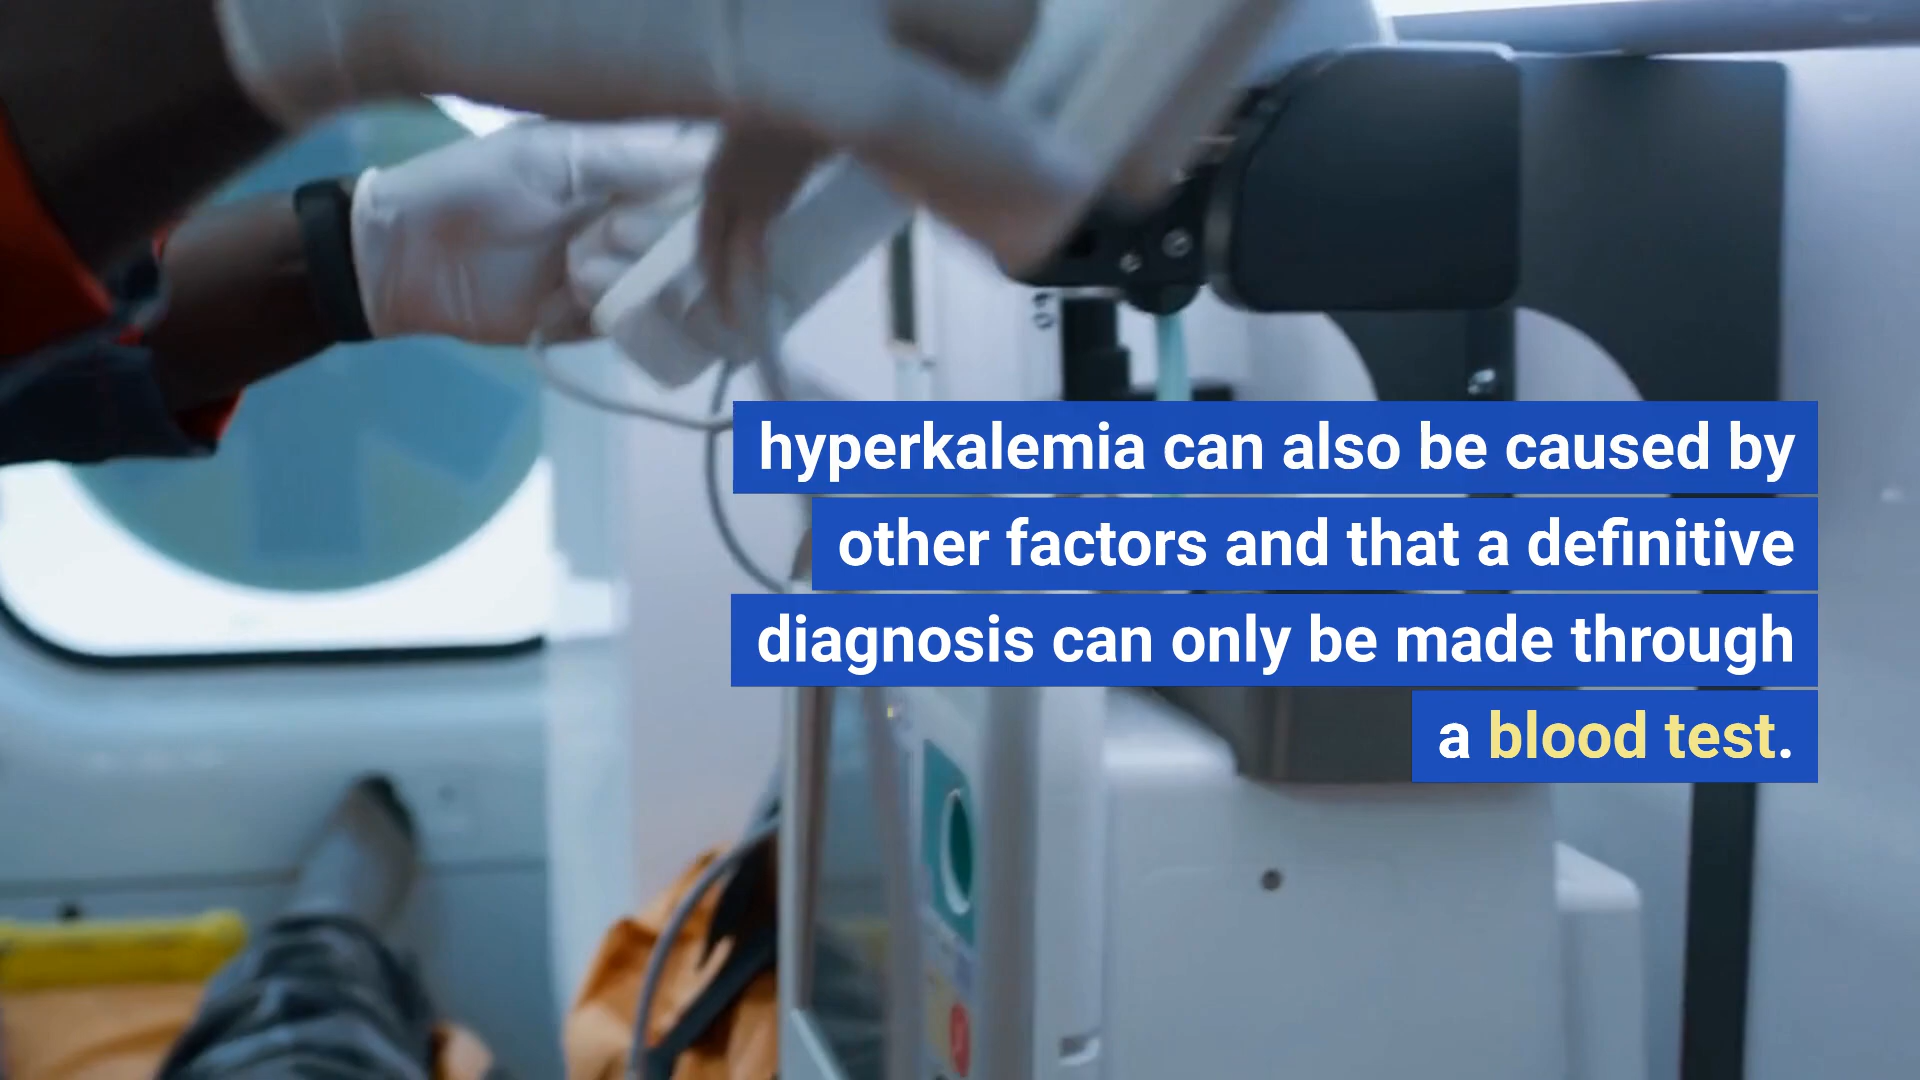 hyperkalemia can also be caused by
other factors and that a definitive
diagnosis can only be made through
a blood test.